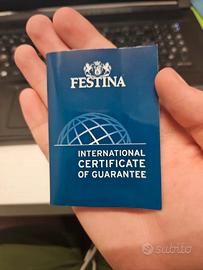 FESTINA
INTERNATIONAL
CERTIFICATE
OF GUARANTEE
subito